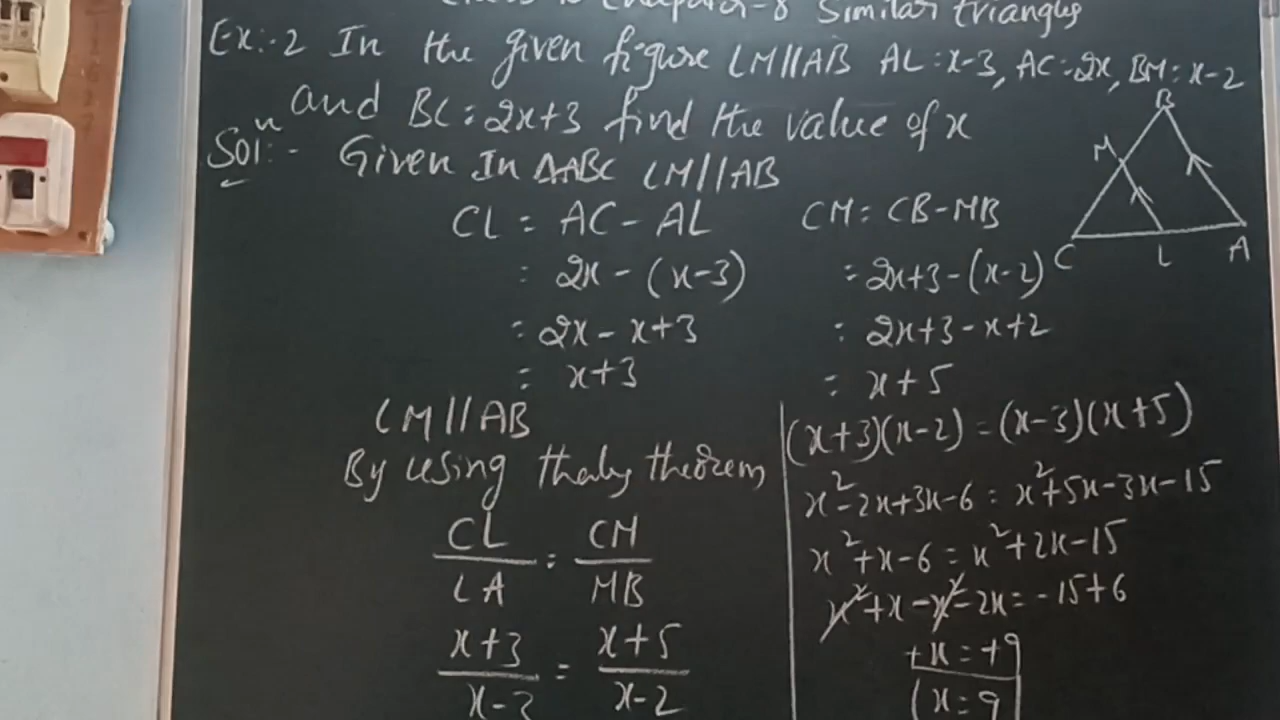 Chapter-8 Similar triangles
Ex:-2 In the given figure LM||AB AL=x-3, AC=2x, BM=x-2
and BC=2x+3 find the value of x
Solⁿ:- Given In ΔABC LM||AB
CL = AC - AL
= 2x - (x-3)
= 2x - x+3
= x+3
CM = CB-MB
= 2x+3-(x-2)
= 2x+3-x+2
= x+5
B
M
C
L
A
LM||AB
By using thales theorem
CL/LA = CM/MB
x+3/x-3 = x+5/x-2
(x+3)(x-2) = (x-3)(x+5)
x²-2x+3x-6 = x²+5x-3x-15
x²+x-6 = x²+2x-15
x²+x-x²-2x = -15+6
+x=+9
x=9